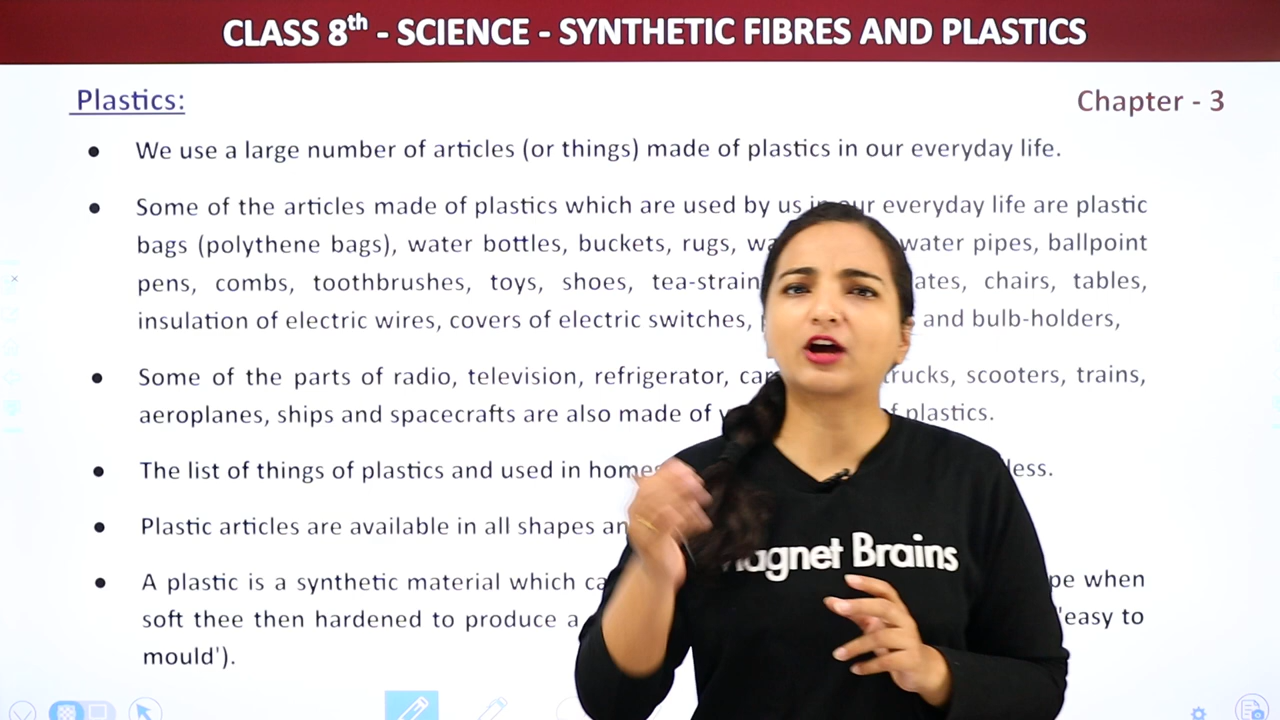 CLASS 8th - SCIENCE - SYNTHETIC FIBRES AND PLASTICS
Plastics:
Chapter - 3
● We use a large number of articles (or things) made of plastics in our everyday life.
● Some of the articles made of plastics which are used by us in our everyday life are plastic
bags (polythene bags), water bottles, buckets, rugs, water pipes, ballpoint
pens, combs, toothbrushes, toys, shoes, chairs, tables,
insulation of electric wires, covers of electric switches, and bulb-holders,
● Some of the parts of radio, television, refrigerator, trucks, scooters, trains,
aeroplanes, ships and spacecrafts are also made of plastics.
● The list of things of plastics and used in
● Plastic articles are available in all shapes
● A plastic is a synthetic material which when
soft thee then hardened to produce a 'easy to
mould').
Magnet Brains